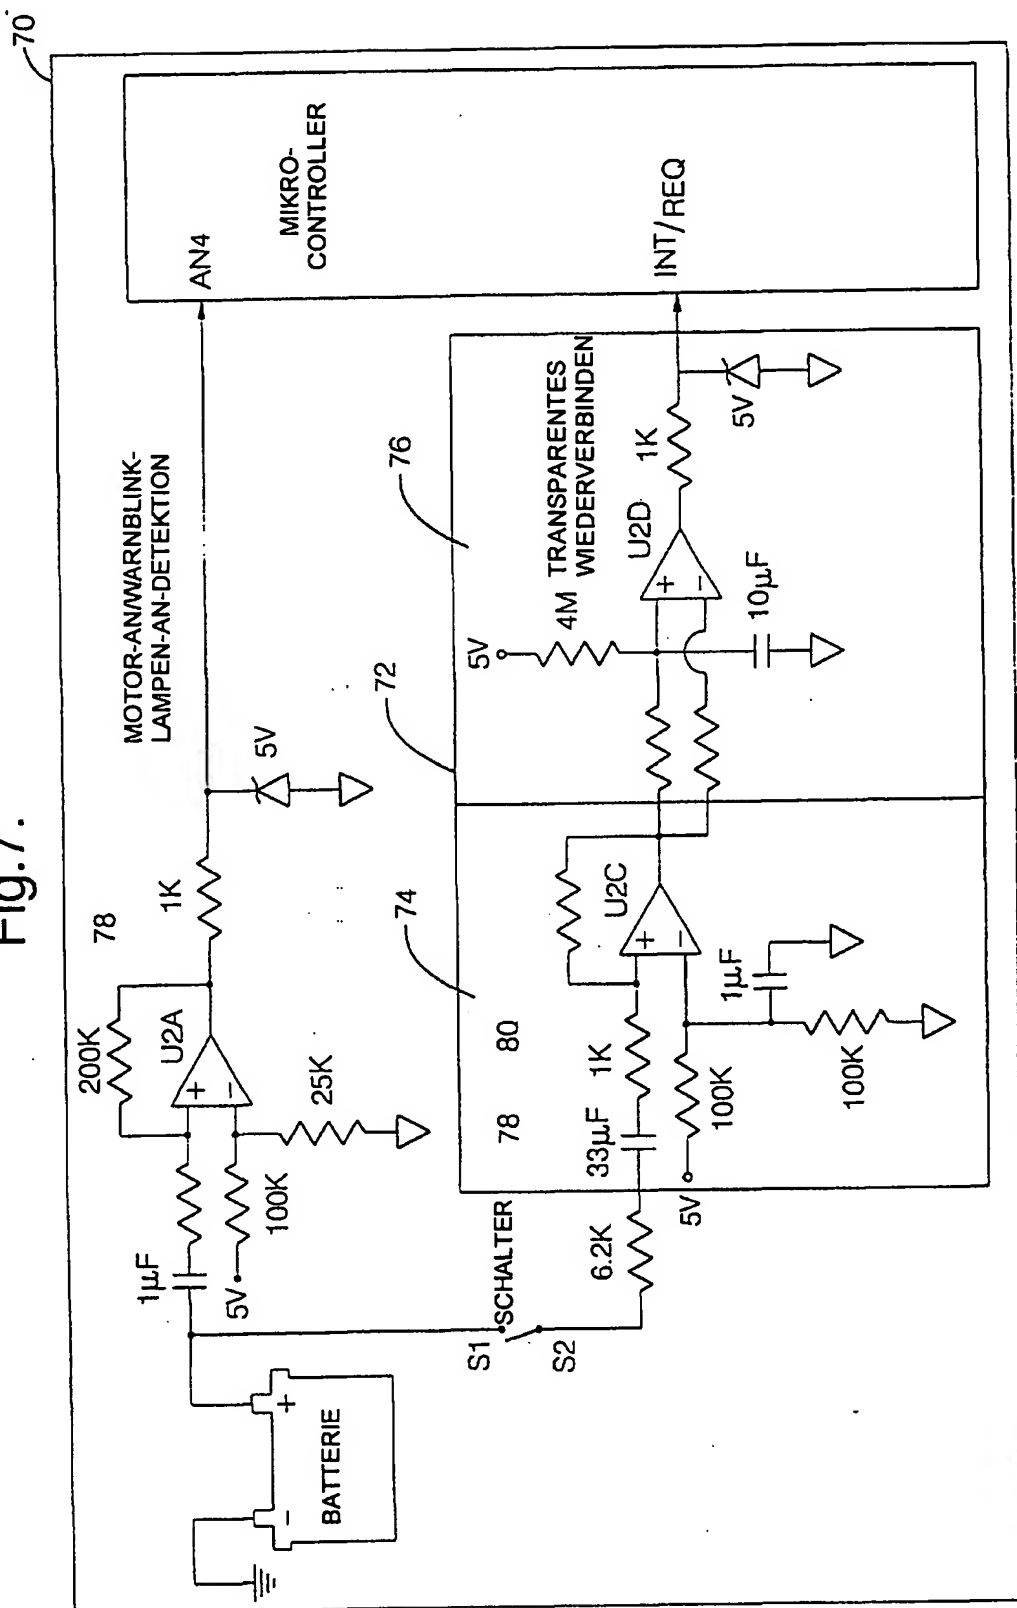 Fig.7.
70
MOTOR-AN/WARNBLINK-
LAMPEN-AN-DETEKTION
78
200K
U2A
1K
5V
1µF
5V
100K
25K
AN4
MIKRO-
CONTROLLER
INT/REQ
BATTERIE
+
−
+
−
S1
SCHALTER
S2
6.2K
72
74
76
78
80
33µF
1K
+
−
U2C
5V
100K
1µF
100K
5V
4M
TRANSPARENTES
WIEDERVERBINDEN
+
−
U2D
10µF
1K
5V